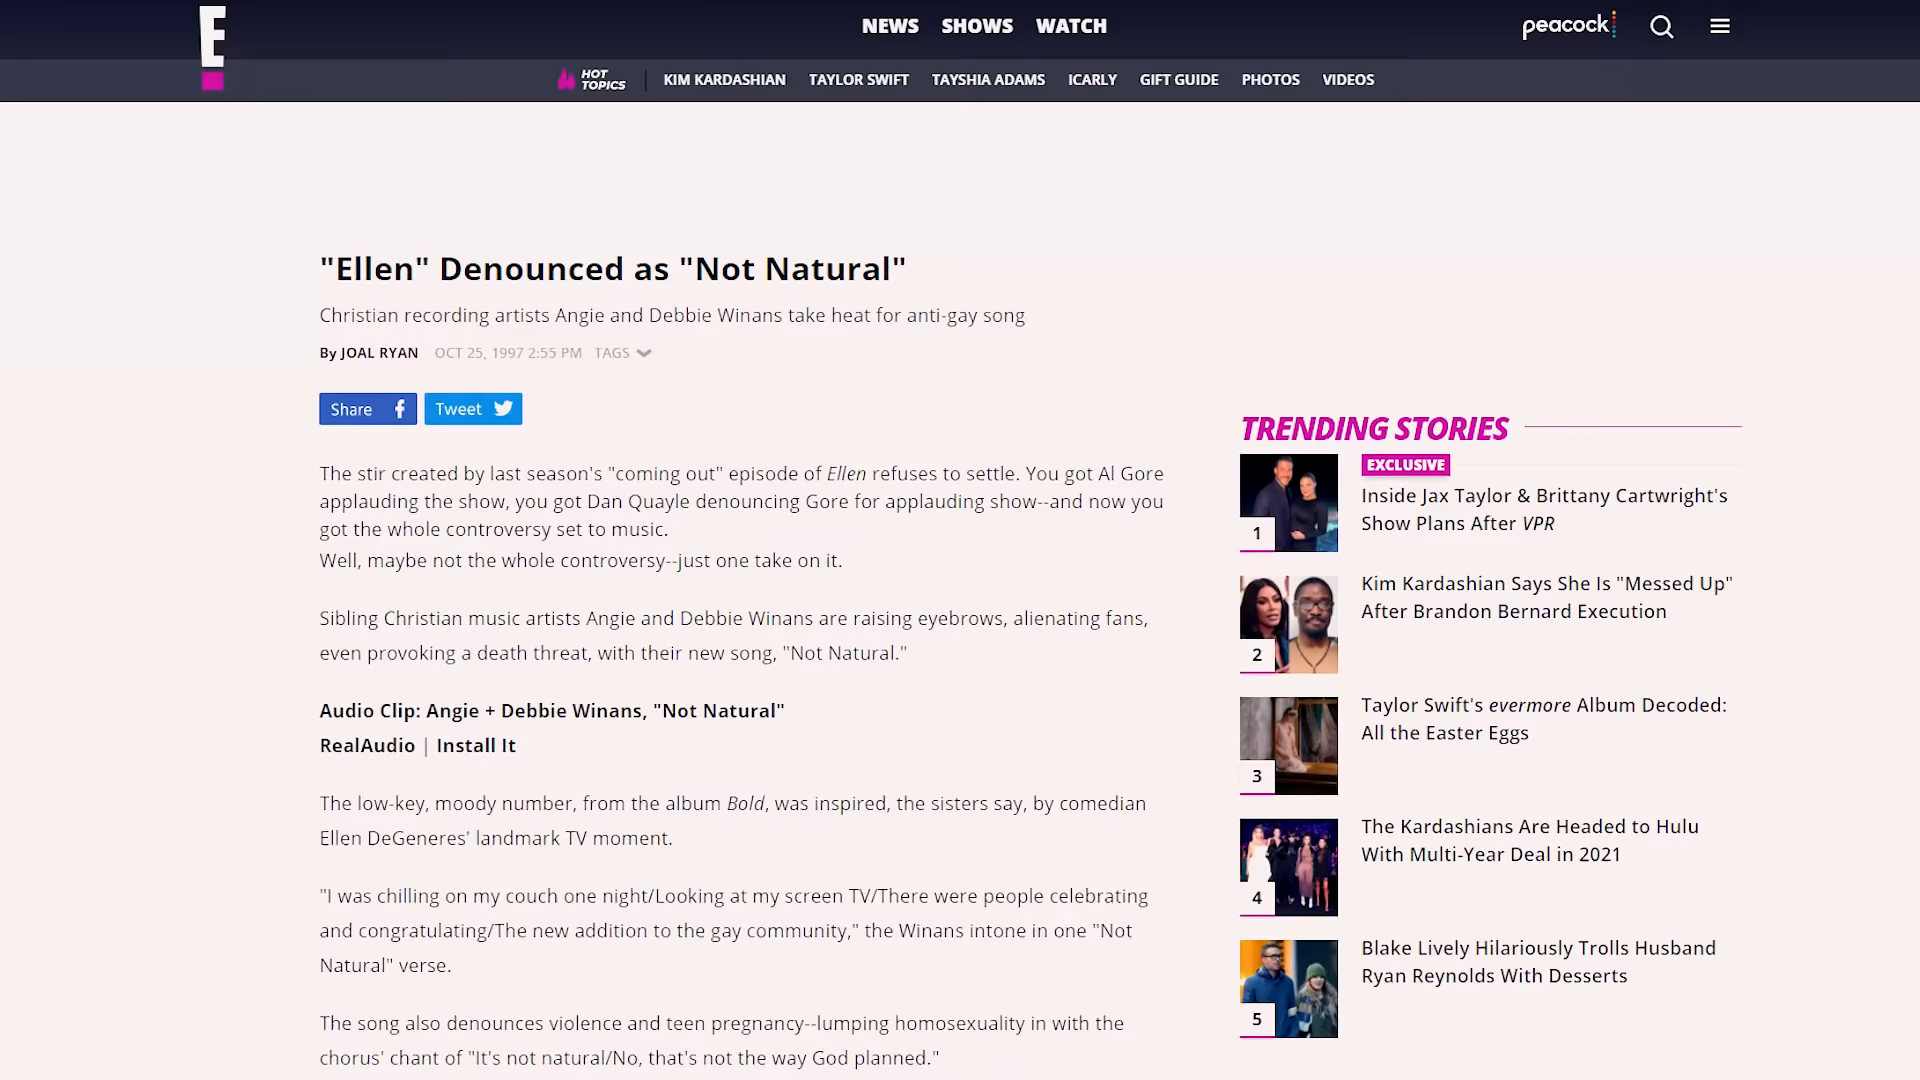 E
NEWS SHOWS WATCH
peacock
HOT TOPICS
KIM KARDASHIAN TAYLOR SWIFT TAYSHIA ADAMS ICARLY GIFT GUIDE PHOTOS VIDEOS
"Ellen" Denounced as "Not Natural"
Christian recording artists Angie and Debbie Winans take heat for anti-gay song
By JOAL RYAN OCT 25, 1997 2:55 PM TAGS
Share f Tweet
The stir created by last season's "coming out" episode of Ellen refuses to settle. You got Al Gore
applauding the show, you got Dan Quayle denouncing Gore for applauding show--and now you
got the whole controversy set to music.
Well, maybe not the whole controversy--just one take on it.
Sibling Christian music artists Angie and Debbie Winans are raising eyebrows, alienating fans,
even provoking a death threat, with their new song, "Not Natural."
Audio Clip: Angie + Debbie Winans, "Not Natural"
RealAudio | Install It
The low-key, moody number, from the album Bold, was inspired, the sisters say, by comedian
Ellen DeGeneres' landmark TV moment.
"I was chilling on my couch one night/Looking at my screen TV/There were people celebrating
and congratulating/The new addition to the gay community," the Winans intone in one "Not
Natural" verse.
The song also denounces violence and teen pregnancy--lumping homosexuality in with the
chorus' chant of "It's not natural/No, that's not the way God planned."
TRENDING STORIES
1
EXCLUSIVE
Inside Jax Taylor & Brittany Cartwright's
Show Plans After VPR
2
Kim Kardashian Says She Is "Messed Up"
After Brandon Bernard Execution
3
Taylor Swift's evermore Album Decoded:
All the Easter Eggs
4
The Kardashians Are Headed to Hulu
With Multi-Year Deal in 2021
5
Blake Lively Hilariously Trolls Husband
Ryan Reynolds With Desserts